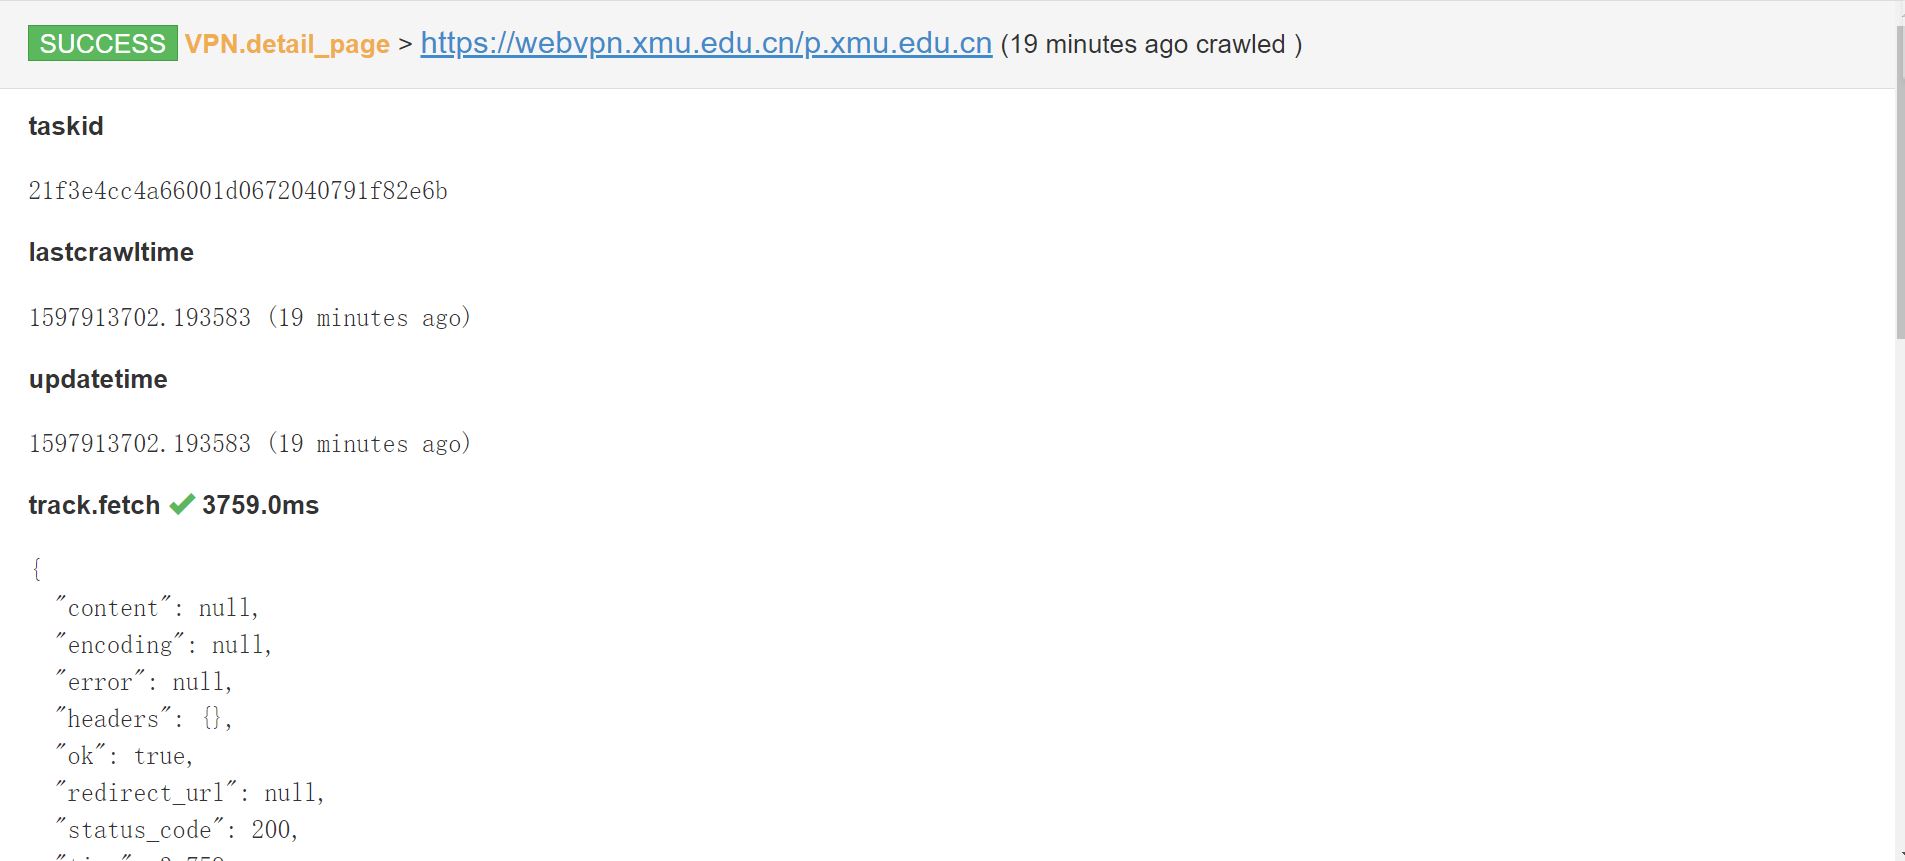 SUCCESS VPN.detail_page > https://webvpn.xmu.edu.cn/p.xmu.edu.cn (19 minutes ago crawled )
taskid
21f3e4cc4a66001d0672040791f82e6b
lastcrawltime
1597913702.193583 (19 minutes ago)
updatetime
1597913702.193583 (19 minutes ago)
track.fetch ✔ 3759.0ms
{
"content": null,
"encoding": null,
"error": null,
"headers": {},
"ok": true,
"redirect_url": null,
"status_code": 200,